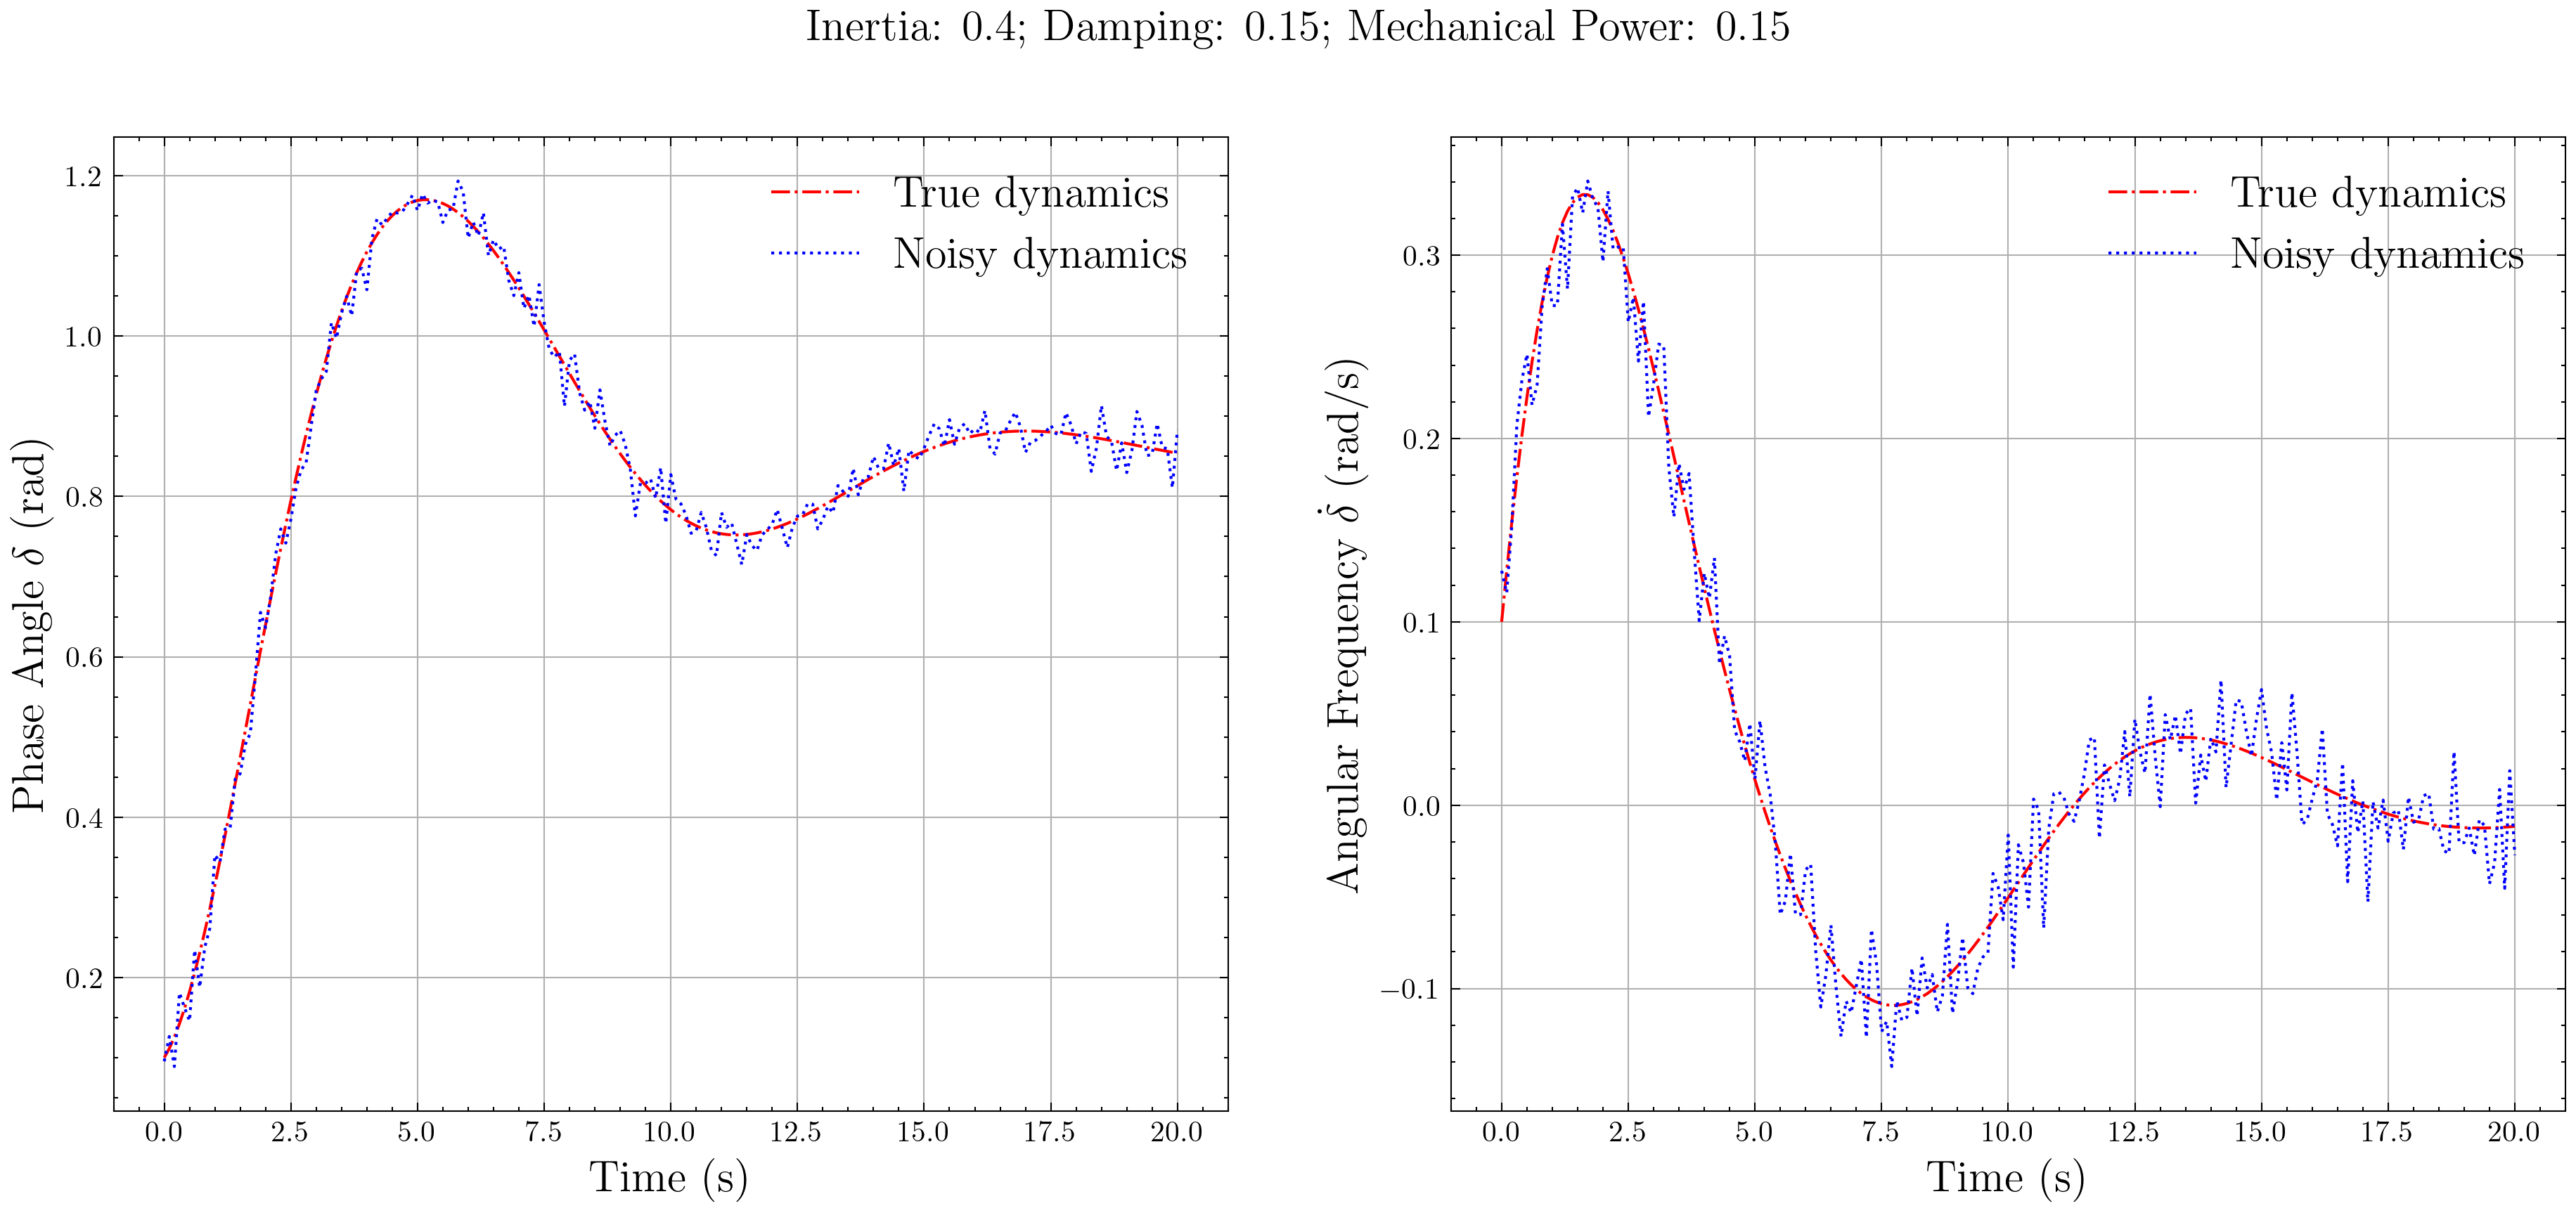 Inertia: 0.4; Damping: 0.15; Mechanical Power: 0.15
Phase Angle δ (rad)
1.2
1.0
0.8
0.6
0.4
0.2
True dynamics
Noisy dynamics
0.0 2.5 5.0 7.5 10.0 12.5 15.0 17.5 20.0
Time (s)
Angular Frequency δ̇ (rad/s)
0.3
0.2
0.1
0.0
−0.1
True dynamics
Noisy dynamics
0.0 2.5 5.0 7.5 10.0 12.5 15.0 17.5 20.0
Time (s)